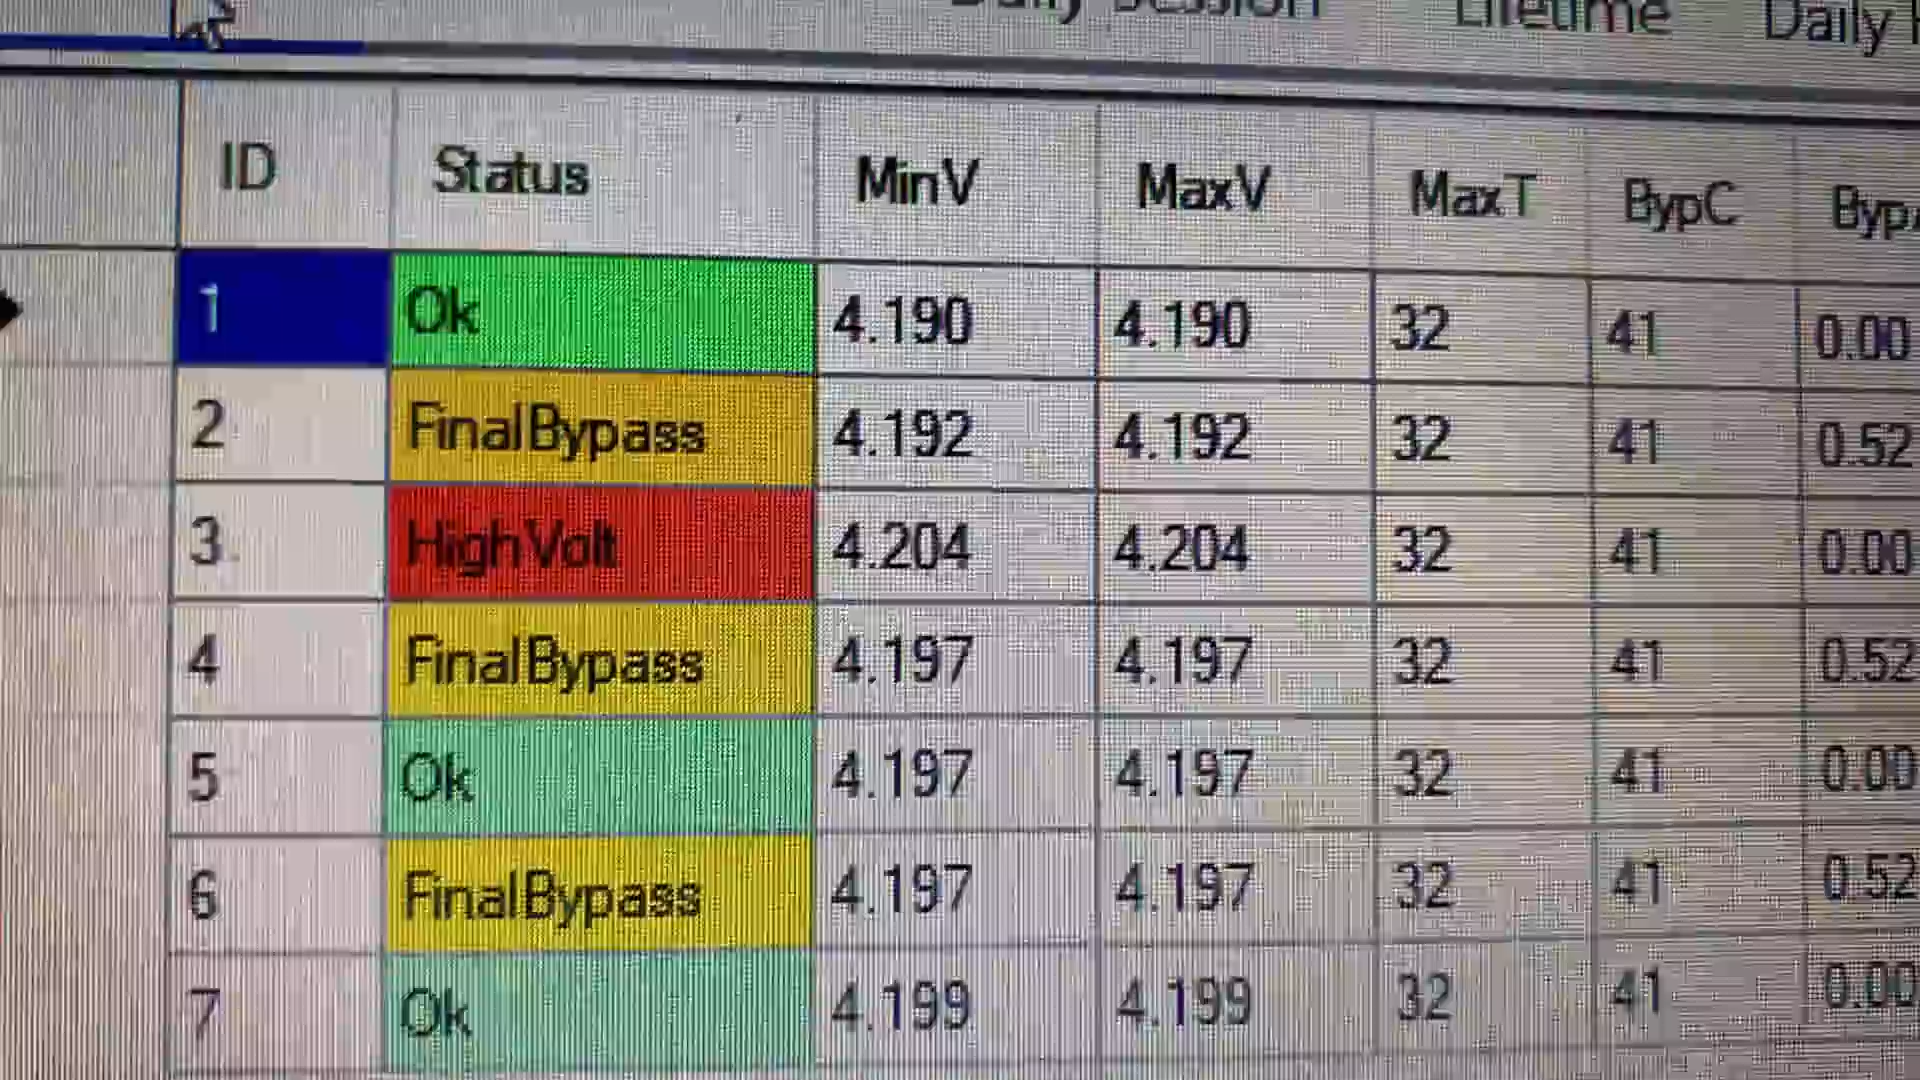 Daily Session Lifetime Daily
ID Status MinV MaxV MaxT BypC
1 Ok 4.190 4.190 32 41 0.00
2 FinalBypass 4.192 4.192 32 41 0.52
3 HighVolt 4.204 4.204 32 41 0.00
4 FinalBypass 4.197 4.197 32 41 0.52
5 Ok 4.197 4.197 32 41 0.00
6 FinalBypass 4.197 4.197 32 41 0.52
7 Ok 4.199 4.199 32 41 0.00